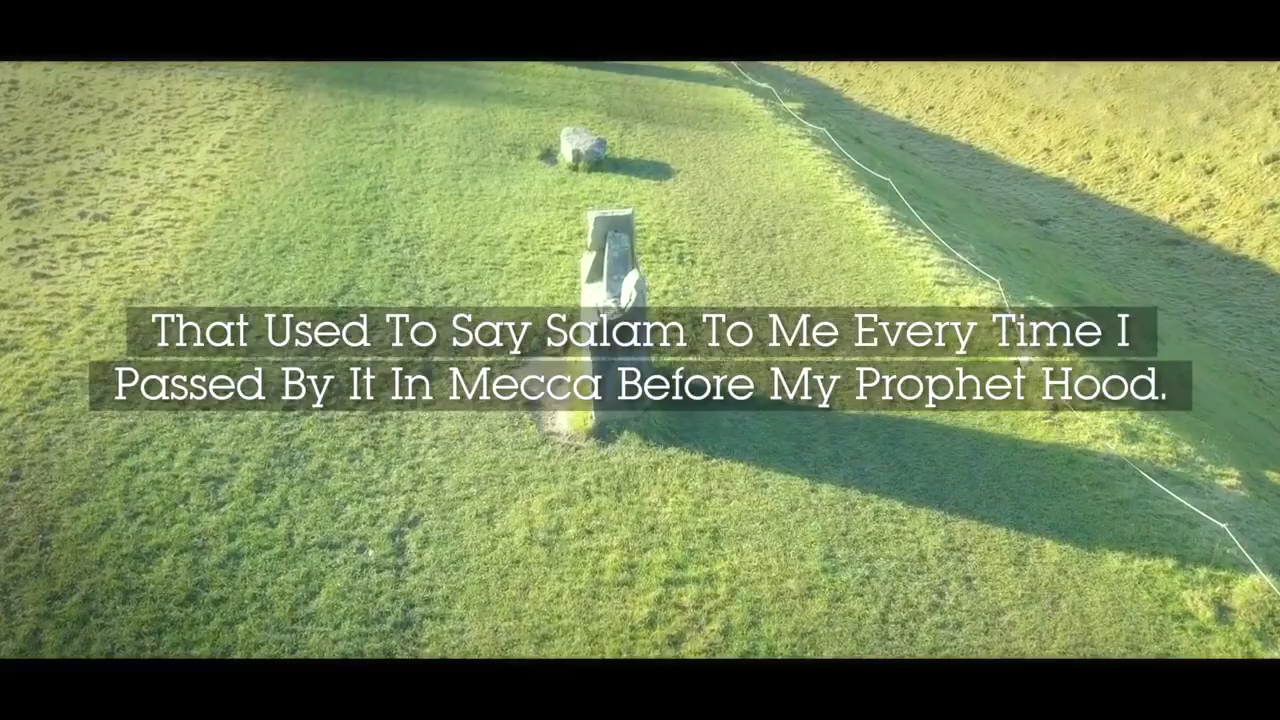 That Used To Say Salam To Me Every Time I
Passed By It In Mecca Before My Prophet Hood.